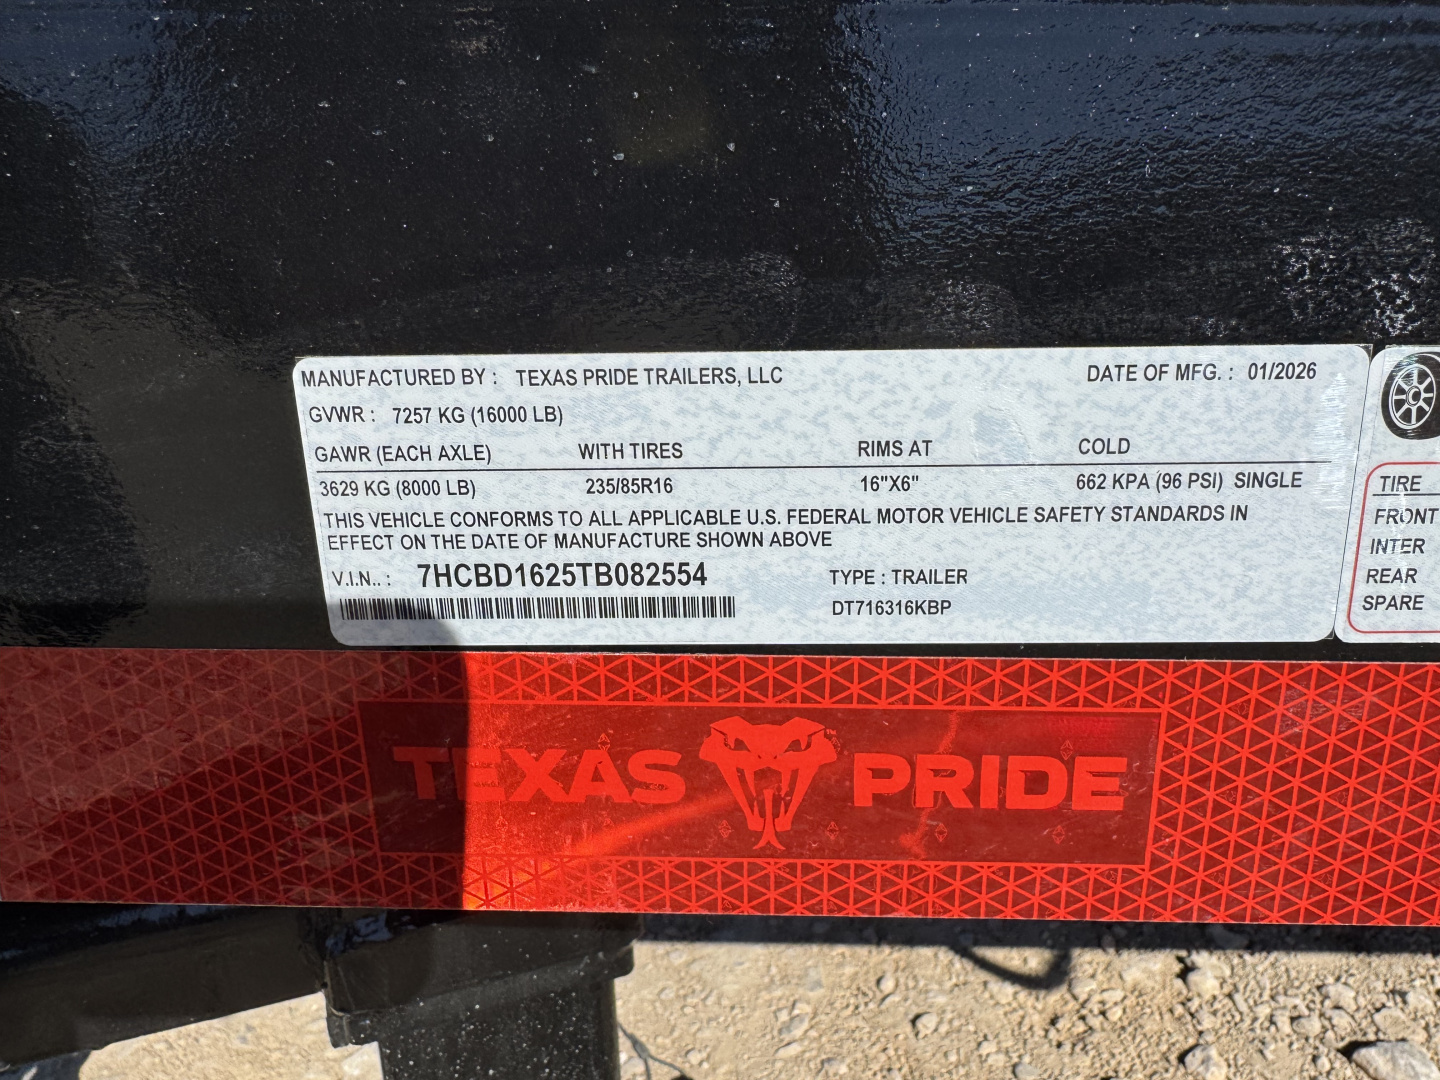 MANUFACTURED BY : TEXAS PRIDE TRAILERS, LLC DATE OF MFG. : 01/2026
GVWR : 7257 KG (16000 LB)
GAWR (EACH AXLE) WITH TIRES RIMS AT COLD
3629 KG (8000 LB) 235/85R16 16"X6" 662 KPA (96 PSI) SINGLE
THIS VEHICLE CONFORMS TO ALL APPLICABLE U.S. FEDERAL MOTOR VEHICLE SAFETY STANDARDS IN
EFFECT ON THE DATE OF MANUFACTURE SHOWN ABOVE
V.I.N.. : 7HCBD1625TB082554 TYPE : TRAILER
DT716316KBP
TIRE
FRONT
INTER
REAR
SPARE
TEXAS PRIDE